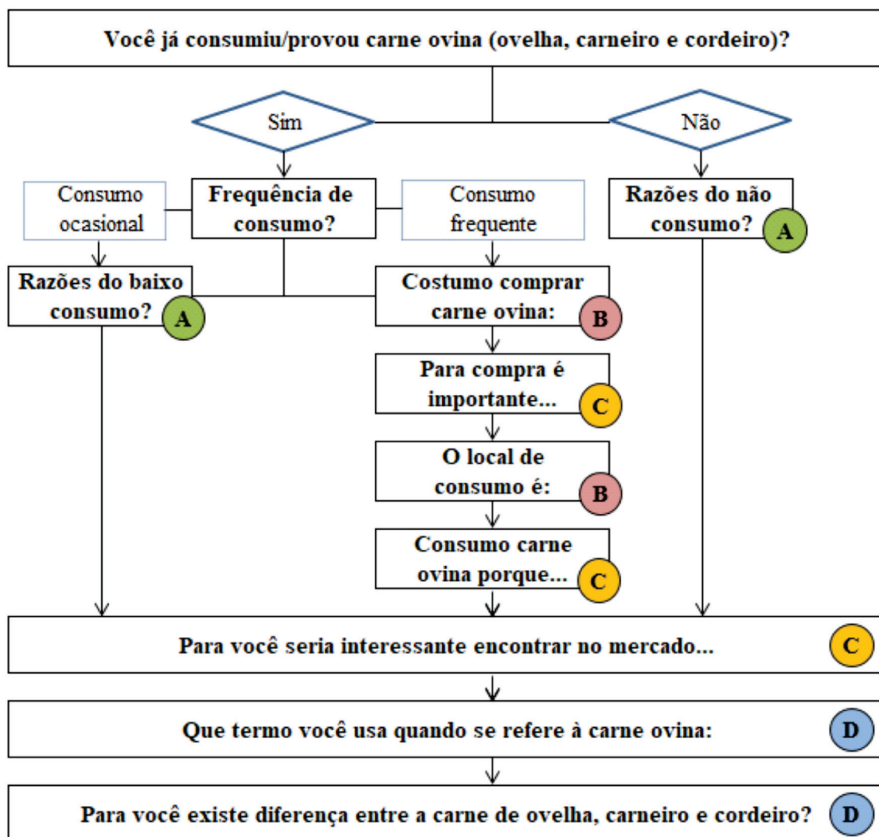 Você já consumiu/provou carne ovina (ovelha, carneiro e cordeiro)?
Sim
Não
Consumo
ocasional
Frequência de
consumo?
Consumo
frequente
Razões do não
consumo?
A
Razões do baixo
consumo?
A
Costumo comprar
carne ovina:
B
Para compra é
importante...
C
O local de
consumo é:
B
Consumo carne
ovina porque...
C
Para você seria interessante encontrar no mercado...
C
Que termo você usa quando se refere à carne ovina:
D
Para você existe diferença entre a carne de ovelha, carneiro e cordeiro?
D